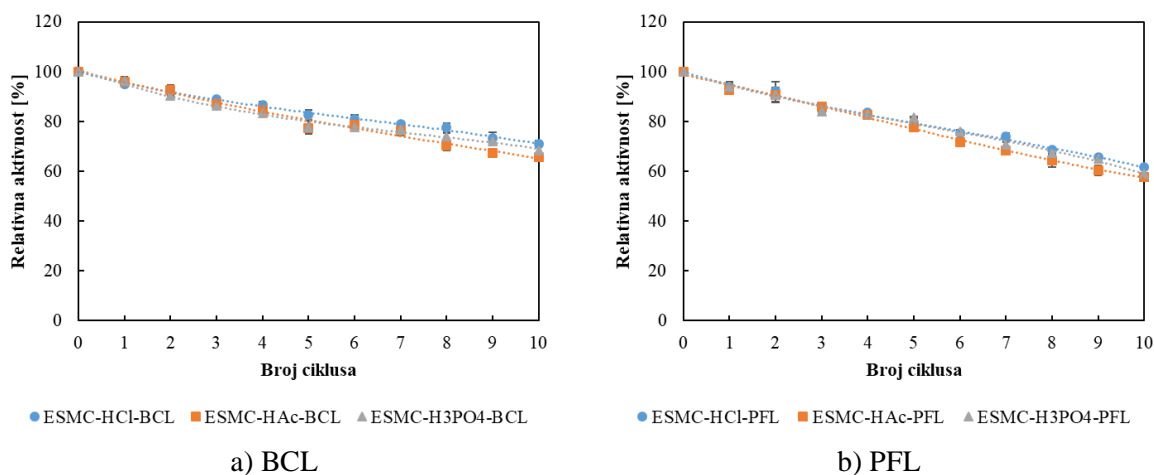 120
100
80
60
40
20
0
Relativna aktivnost [%]
0 1 2 3 4 5 6 7 8 9 10
Broj ciklusa
ESMC-HCl-BCL ESMC-HAc-BCL ESMC-H3PO4-BCL
a) BCL
120
100
80
60
40
20
0
Relativna aktivnost [%]
0 1 2 3 4 5 6 7 8 9 10
Broj ciklusa
ESMC-HCl-PFL ESMC-HAc-PFL ESMC-H3PO4-PFL
b) PFL